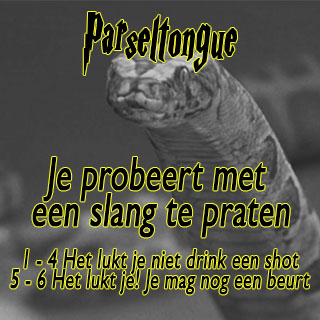 Parseltongue
Je probeert met
een slang te praten
1 - 4 Het lukt je niet drink een shot
5 - 6 Het lukt je! Je mag nog een beurt